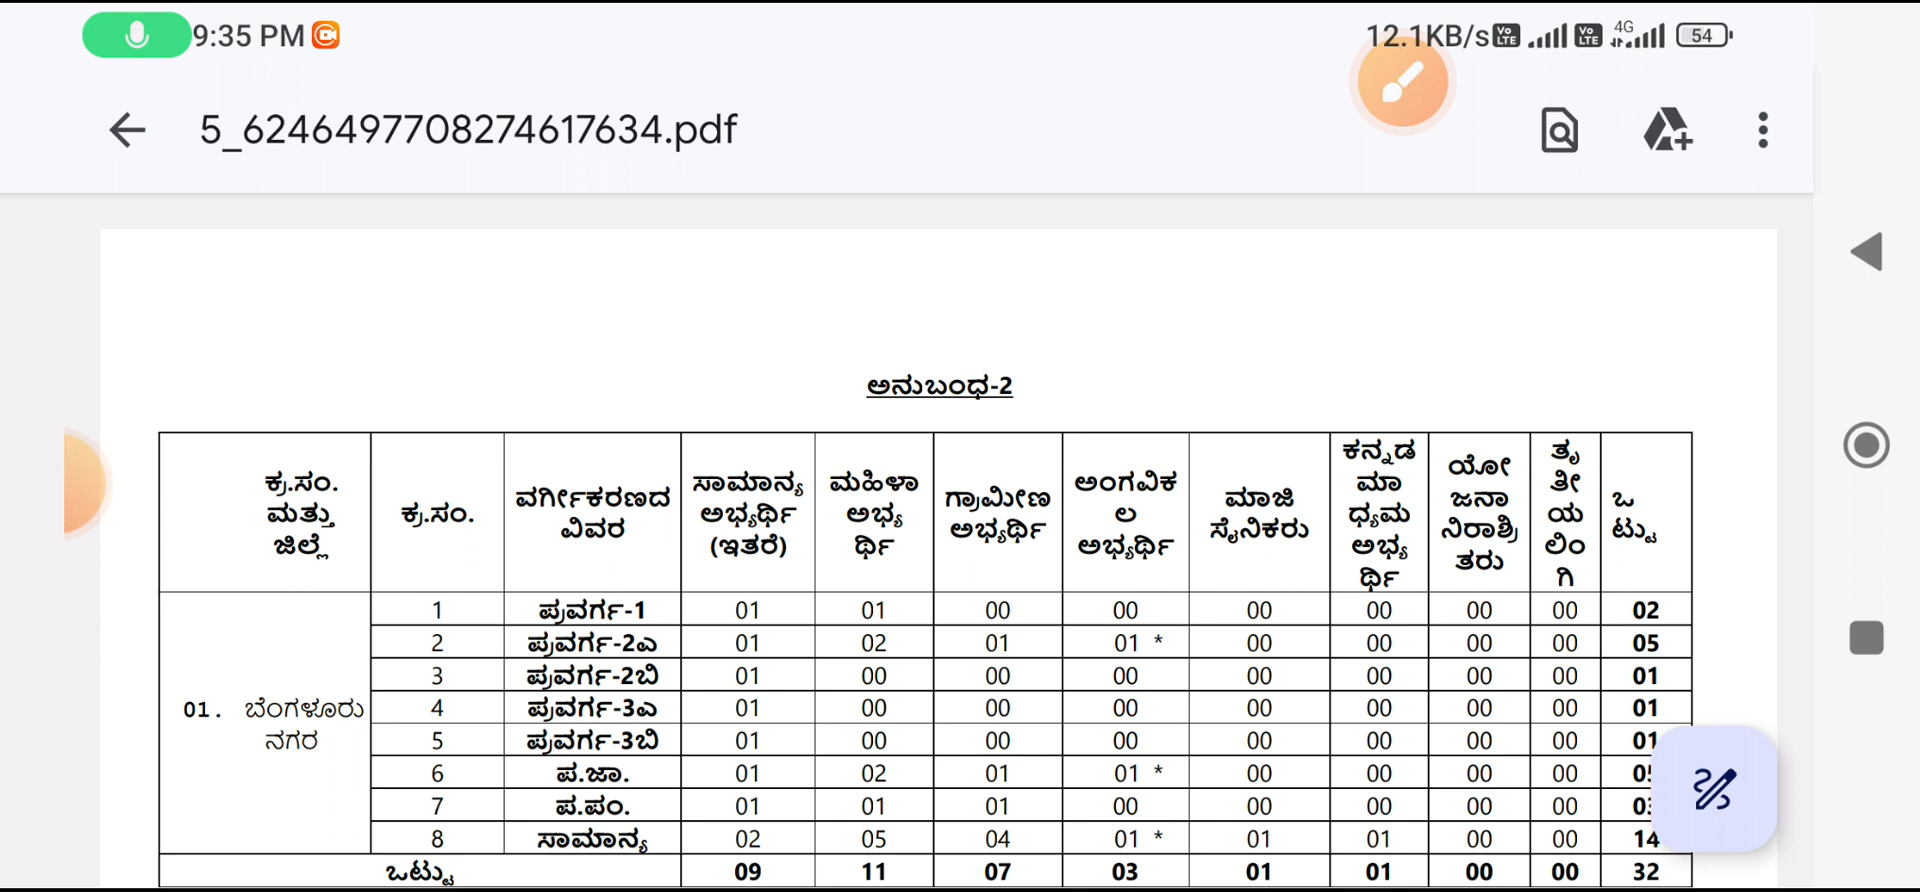 9:35 PM 12.1KB/s Vo LTE Vo LTE 4G 54
5_6246497708274617634.pdf
ಅನುಬಂಧ-2
ಕ್ರ.ಸಂ. ಮತ್ತು ಜಿಲ್ಲೆ ಕ್ರ.ಸಂ. ವರ್ಗೀಕರಣದ ವಿವರ ಸಾಮಾನ್ಯ ಅಭ್ಯರ್ಥಿ (ಇತರೆ) ಮಹಿಳಾ ಅಭ್ಯರ್ಥಿ ಗ್ರಾಮೀಣ ಅಭ್ಯರ್ಥಿ ಅಂಗವಿಕಲ ಅಭ್ಯರ್ಥಿ ಮಾಜಿ ಸೈನಿಕರು ಕನ್ನಡ ಮಾಧ್ಯಮ ಅಭ್ಯರ್ಥಿ ಯೋಜನಾ ನಿರಾಶ್ರಿತರು ತೃತೀಯ ಲಿಂಗಿ ಒಟ್ಟು
01. ಬೆಂಗಳೂರು ನಗರ
1 ಪ್ರವರ್ಗ-1 01 01 00 00 00 00 00 00 02
2 ಪ್ರವರ್ಗ-2ಎ 01 02 01 01 * 00 00 00 00 05
3 ಪ್ರವರ್ಗ-2ಬಿ 01 00 00 00 00 00 00 00 01
4 ಪ್ರವರ್ಗ-3ಎ 01 00 00 00 00 00 00 00 01
5 ಪ್ರವರ್ಗ-3ಬಿ 01 00 00 00 00 00 00 00 01
6 ಪ.ಜಾ. 01 02 01 01 * 00 00 00 00 05
7 ಪ.ಪಂ. 01 01 01 00 00 00 00 00 03
8 ಸಾಮಾನ್ಯ 02 05 04 01 * 01 01 00 00 14
ಒಟ್ಟು 09 11 07 03 01 01 00 00 32